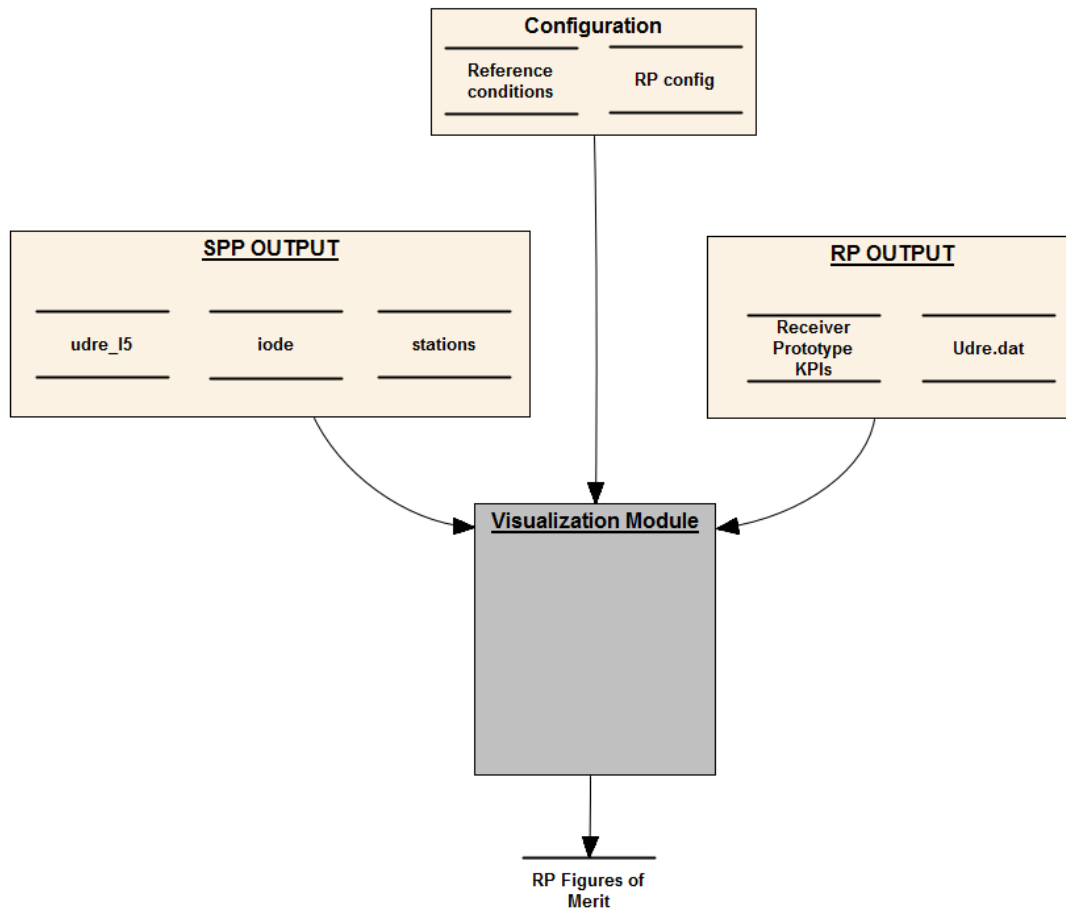 Configuration
Reference
conditions
RP config
SPP OUTPUT
udre_l5
iode
stations
RP OUTPUT
Receiver
Prototype
KPIs
Udre.dat
Visualization Module
RP Figures of
Merit